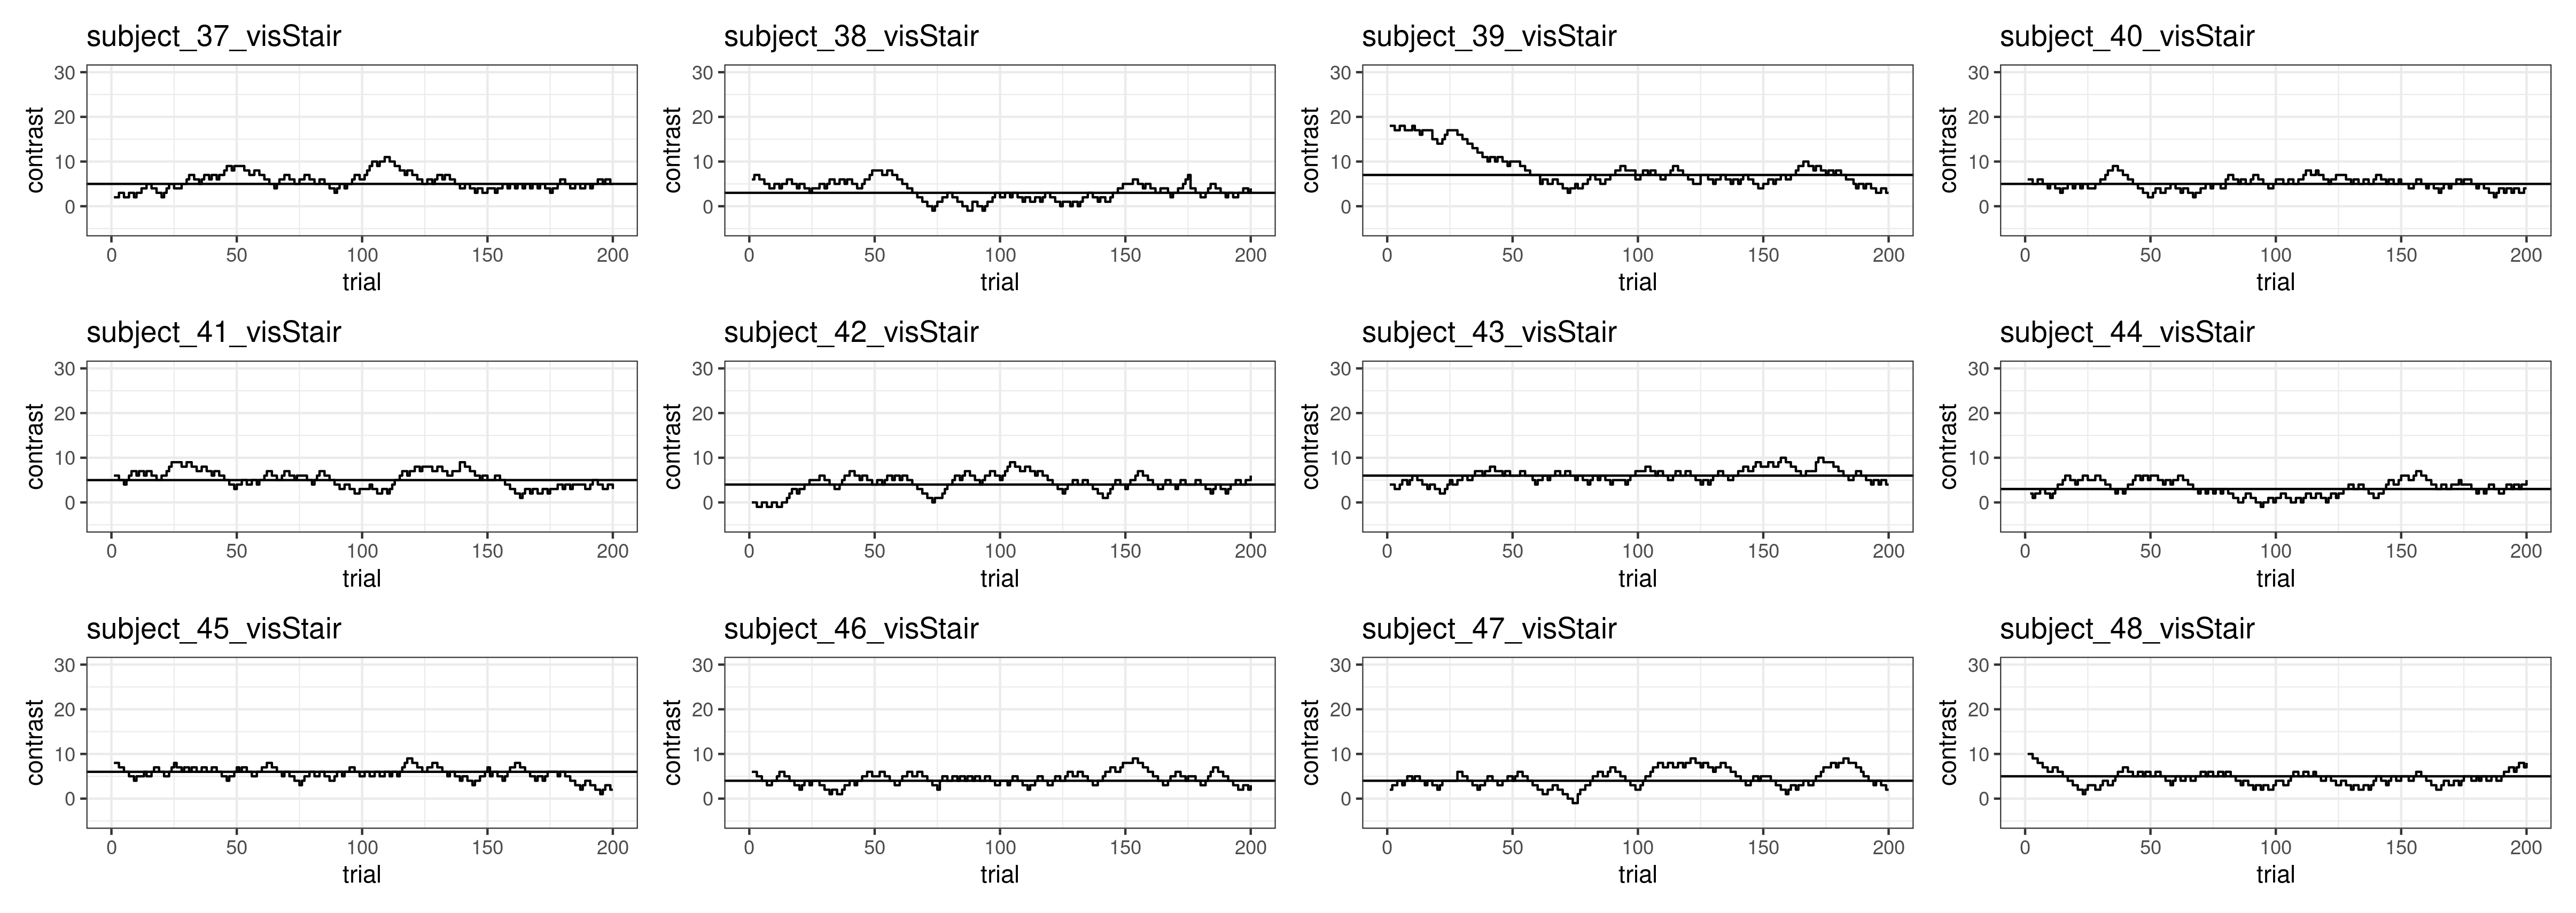 subject_37_visStair subject_38_visStair subject_39_visStair subject_40_visStair
30 30 30 30
20 20 20 20
10 10 10 10
0 0 0 0
contrast contrast contrast contrast
0 50 100 150 200 0 50 100 150 200 0 50 100 150 200 0 50 100 150 200
trial trial trial trial
subject_41_visStair subject_42_visStair subject_43_visStair subject_44_visStair
30 30 30 30
20 20 20 20
10 10 10 10
0 0 0 0
contrast contrast contrast contrast
0 50 100 150 200 0 50 100 150 200 0 50 100 150 200 0 50 100 150 200
trial trial trial trial
subject_45_visStair subject_46_visStair subject_47_visStair subject_48_visStair
30 30 30 30
20 20 20 20
10 10 10 10
0 0 0 0
contrast contrast contrast contrast
0 50 100 150 200 0 50 100 150 200 0 50 100 150 200 0 50 100 150 200
trial trial trial trial